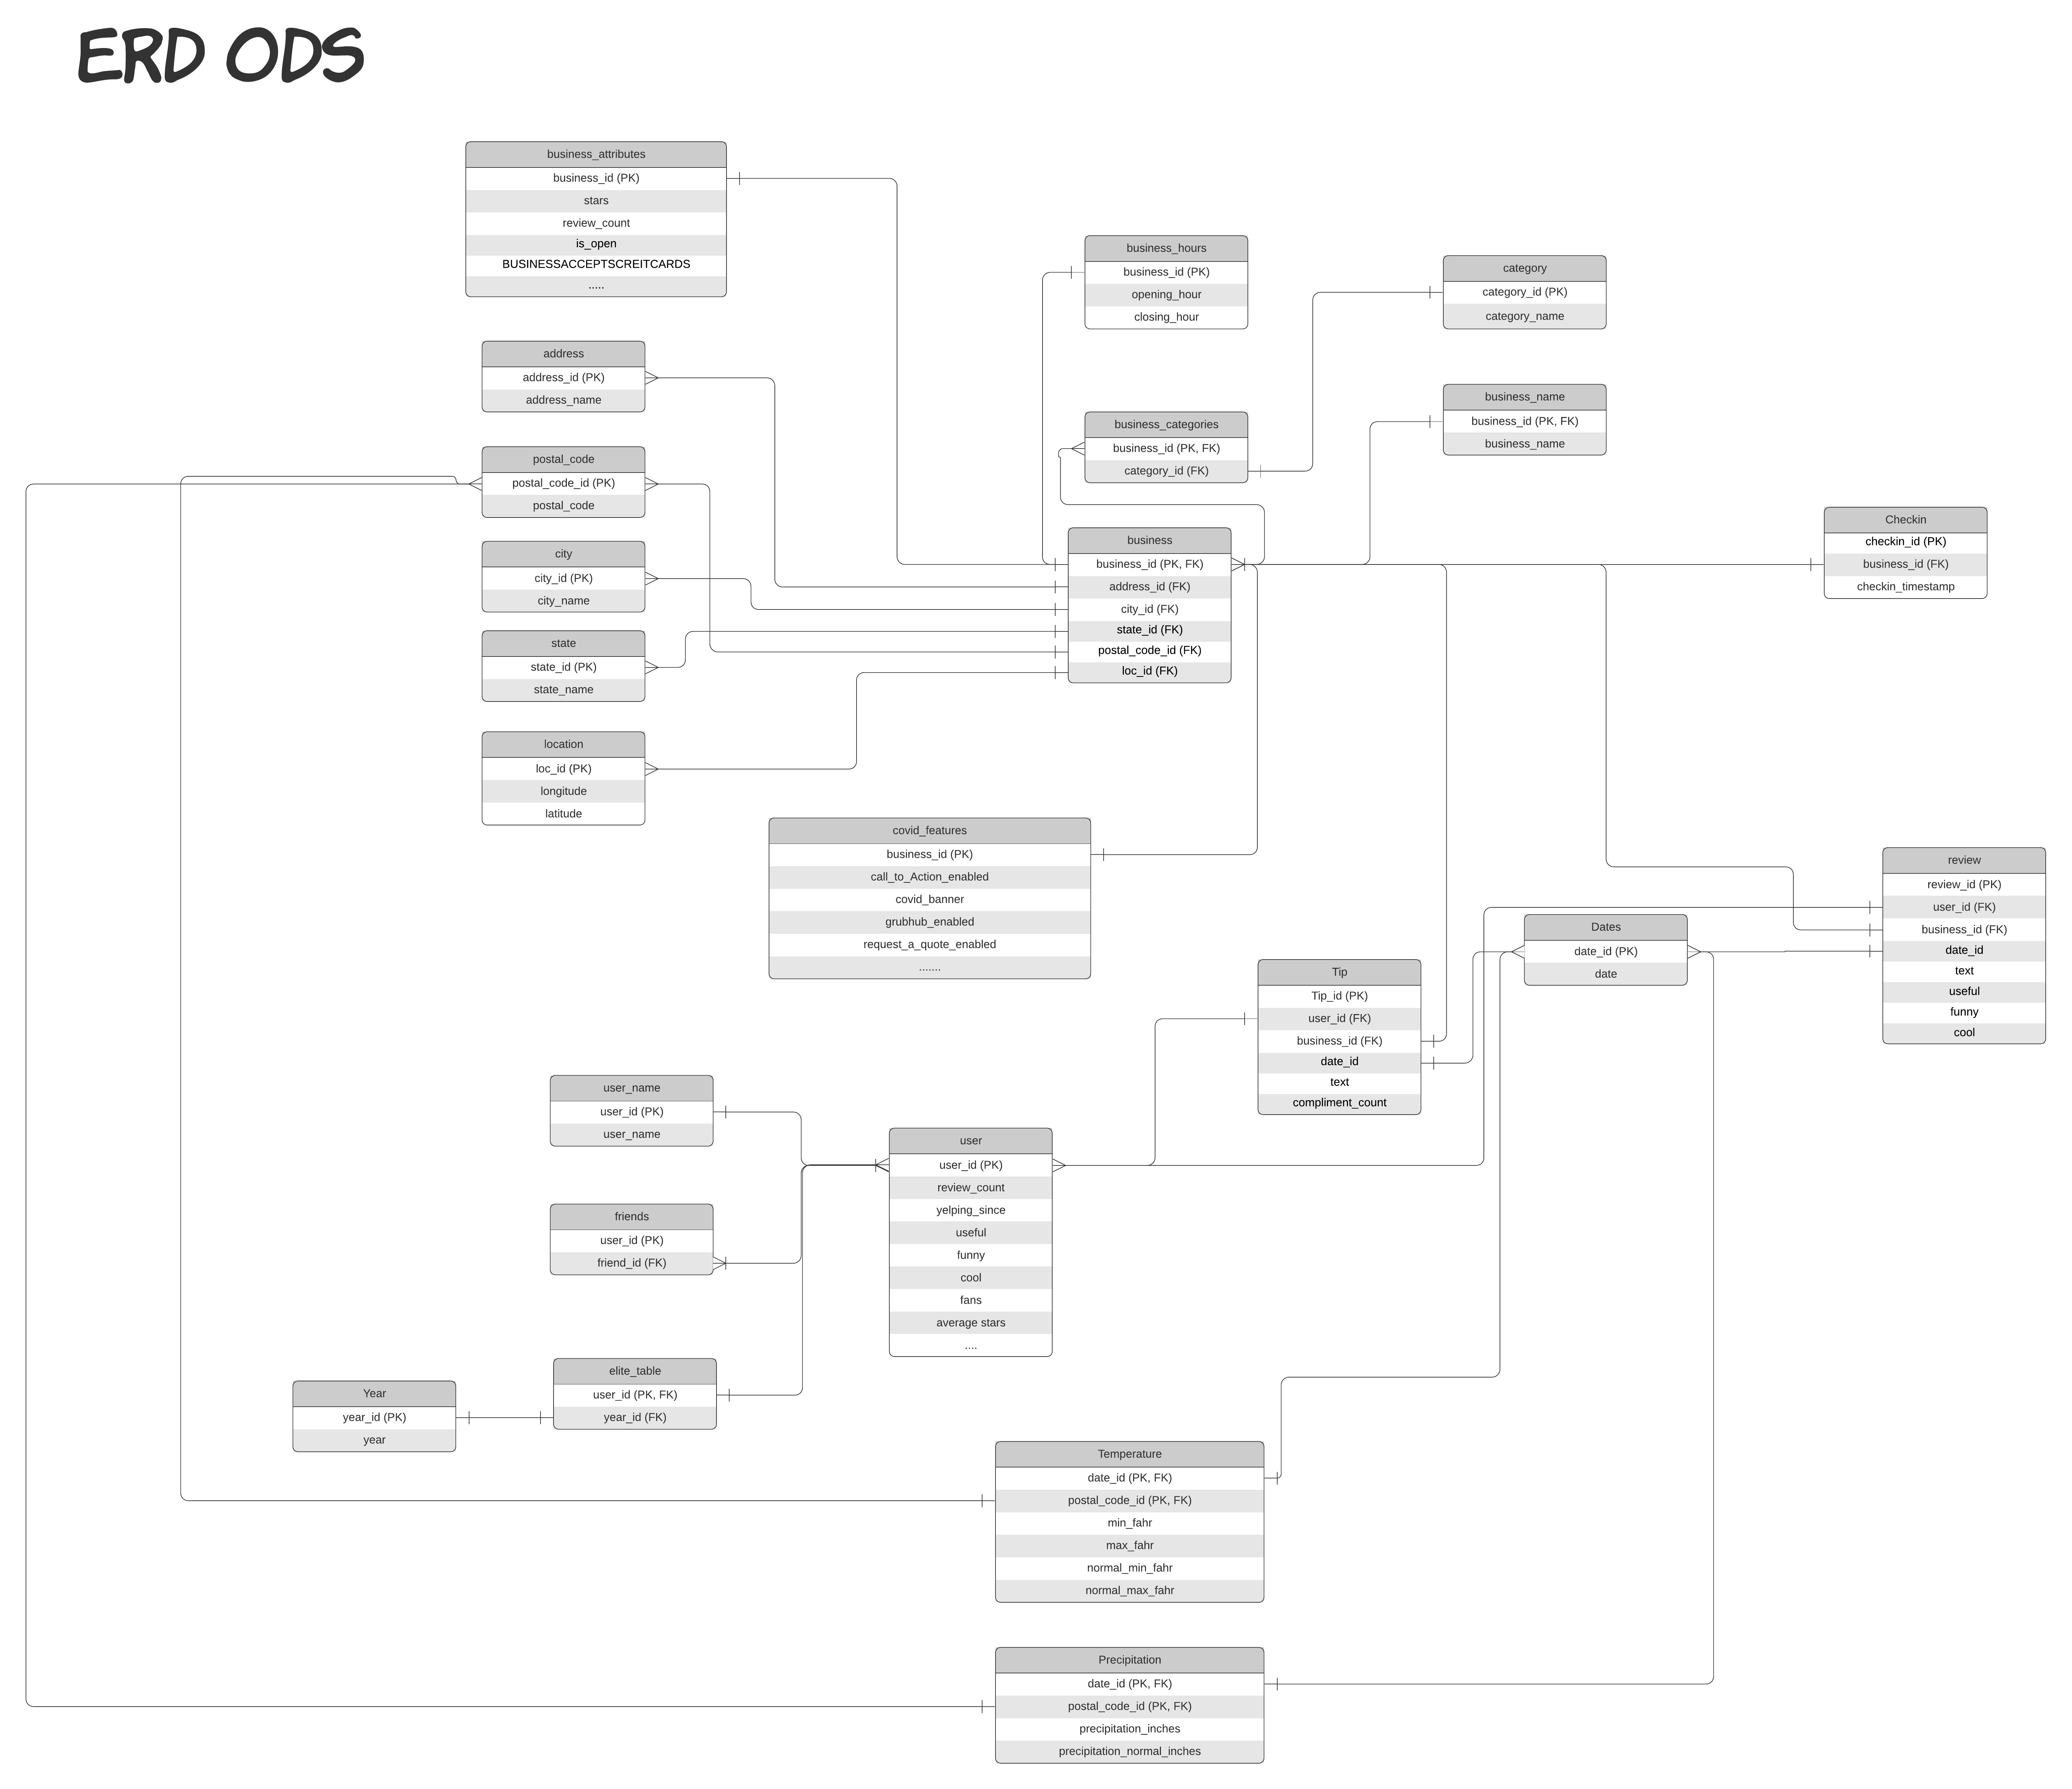 ERD ODS
business_attributes
business_id (PK)
stars
review_count
is_open
BUSINESSACCEPTSCREITCARDS
.....
business_hours
business_id (PK)
opening_hour
closing_hour
category
category_id (PK)
category_name
address
address_id (PK)
address_name
business_name
business_id (PK, FK)
business_name
business_categories
business_id (PK, FK)
category_id (FK)
postal_code
postal_code_id (PK)
postal_code
Checkin
checkin_id (PK)
business_id (FK)
checkin_timestamp
business
business_id (PK, FK)
address_id (FK)
city_id (FK)
state_id (FK)
postal_code_id (FK)
loc_id (FK)
city
city_id (PK)
city_name
state
state_id (PK)
state_name
location
loc_id (PK)
longitude
latitude
covid_features
business_id (PK)
call_to_Action_enabled
covid_banner
grubhub_enabled
request_a_quote_enabled
.......
review
review_id (PK)
user_id (FK)
business_id (FK)
date_id
text
useful
funny
cool
Dates
date_id (PK)
date
Tip
Tip_id (PK)
user_id (FK)
business_id (FK)
date_id
text
compliment_count
user_name
user_id (PK)
user_name
user
user_id (PK)
review_count
yelping_since
useful
funny
cool
fans
average stars
....
friends
user_id (PK)
friend_id (FK)
elite_table
user_id (PK, FK)
year_id (FK)
Year
year_id (PK)
year
Temperature
date_id (PK, FK)
postal_code_id (PK, FK)
min_fahr
max_fahr
normal_min_fahr
normal_max_fahr
Precipitation
date_id (PK, FK)
postal_code_id (PK, FK)
precipitation_inches
precipitation_normal_inches